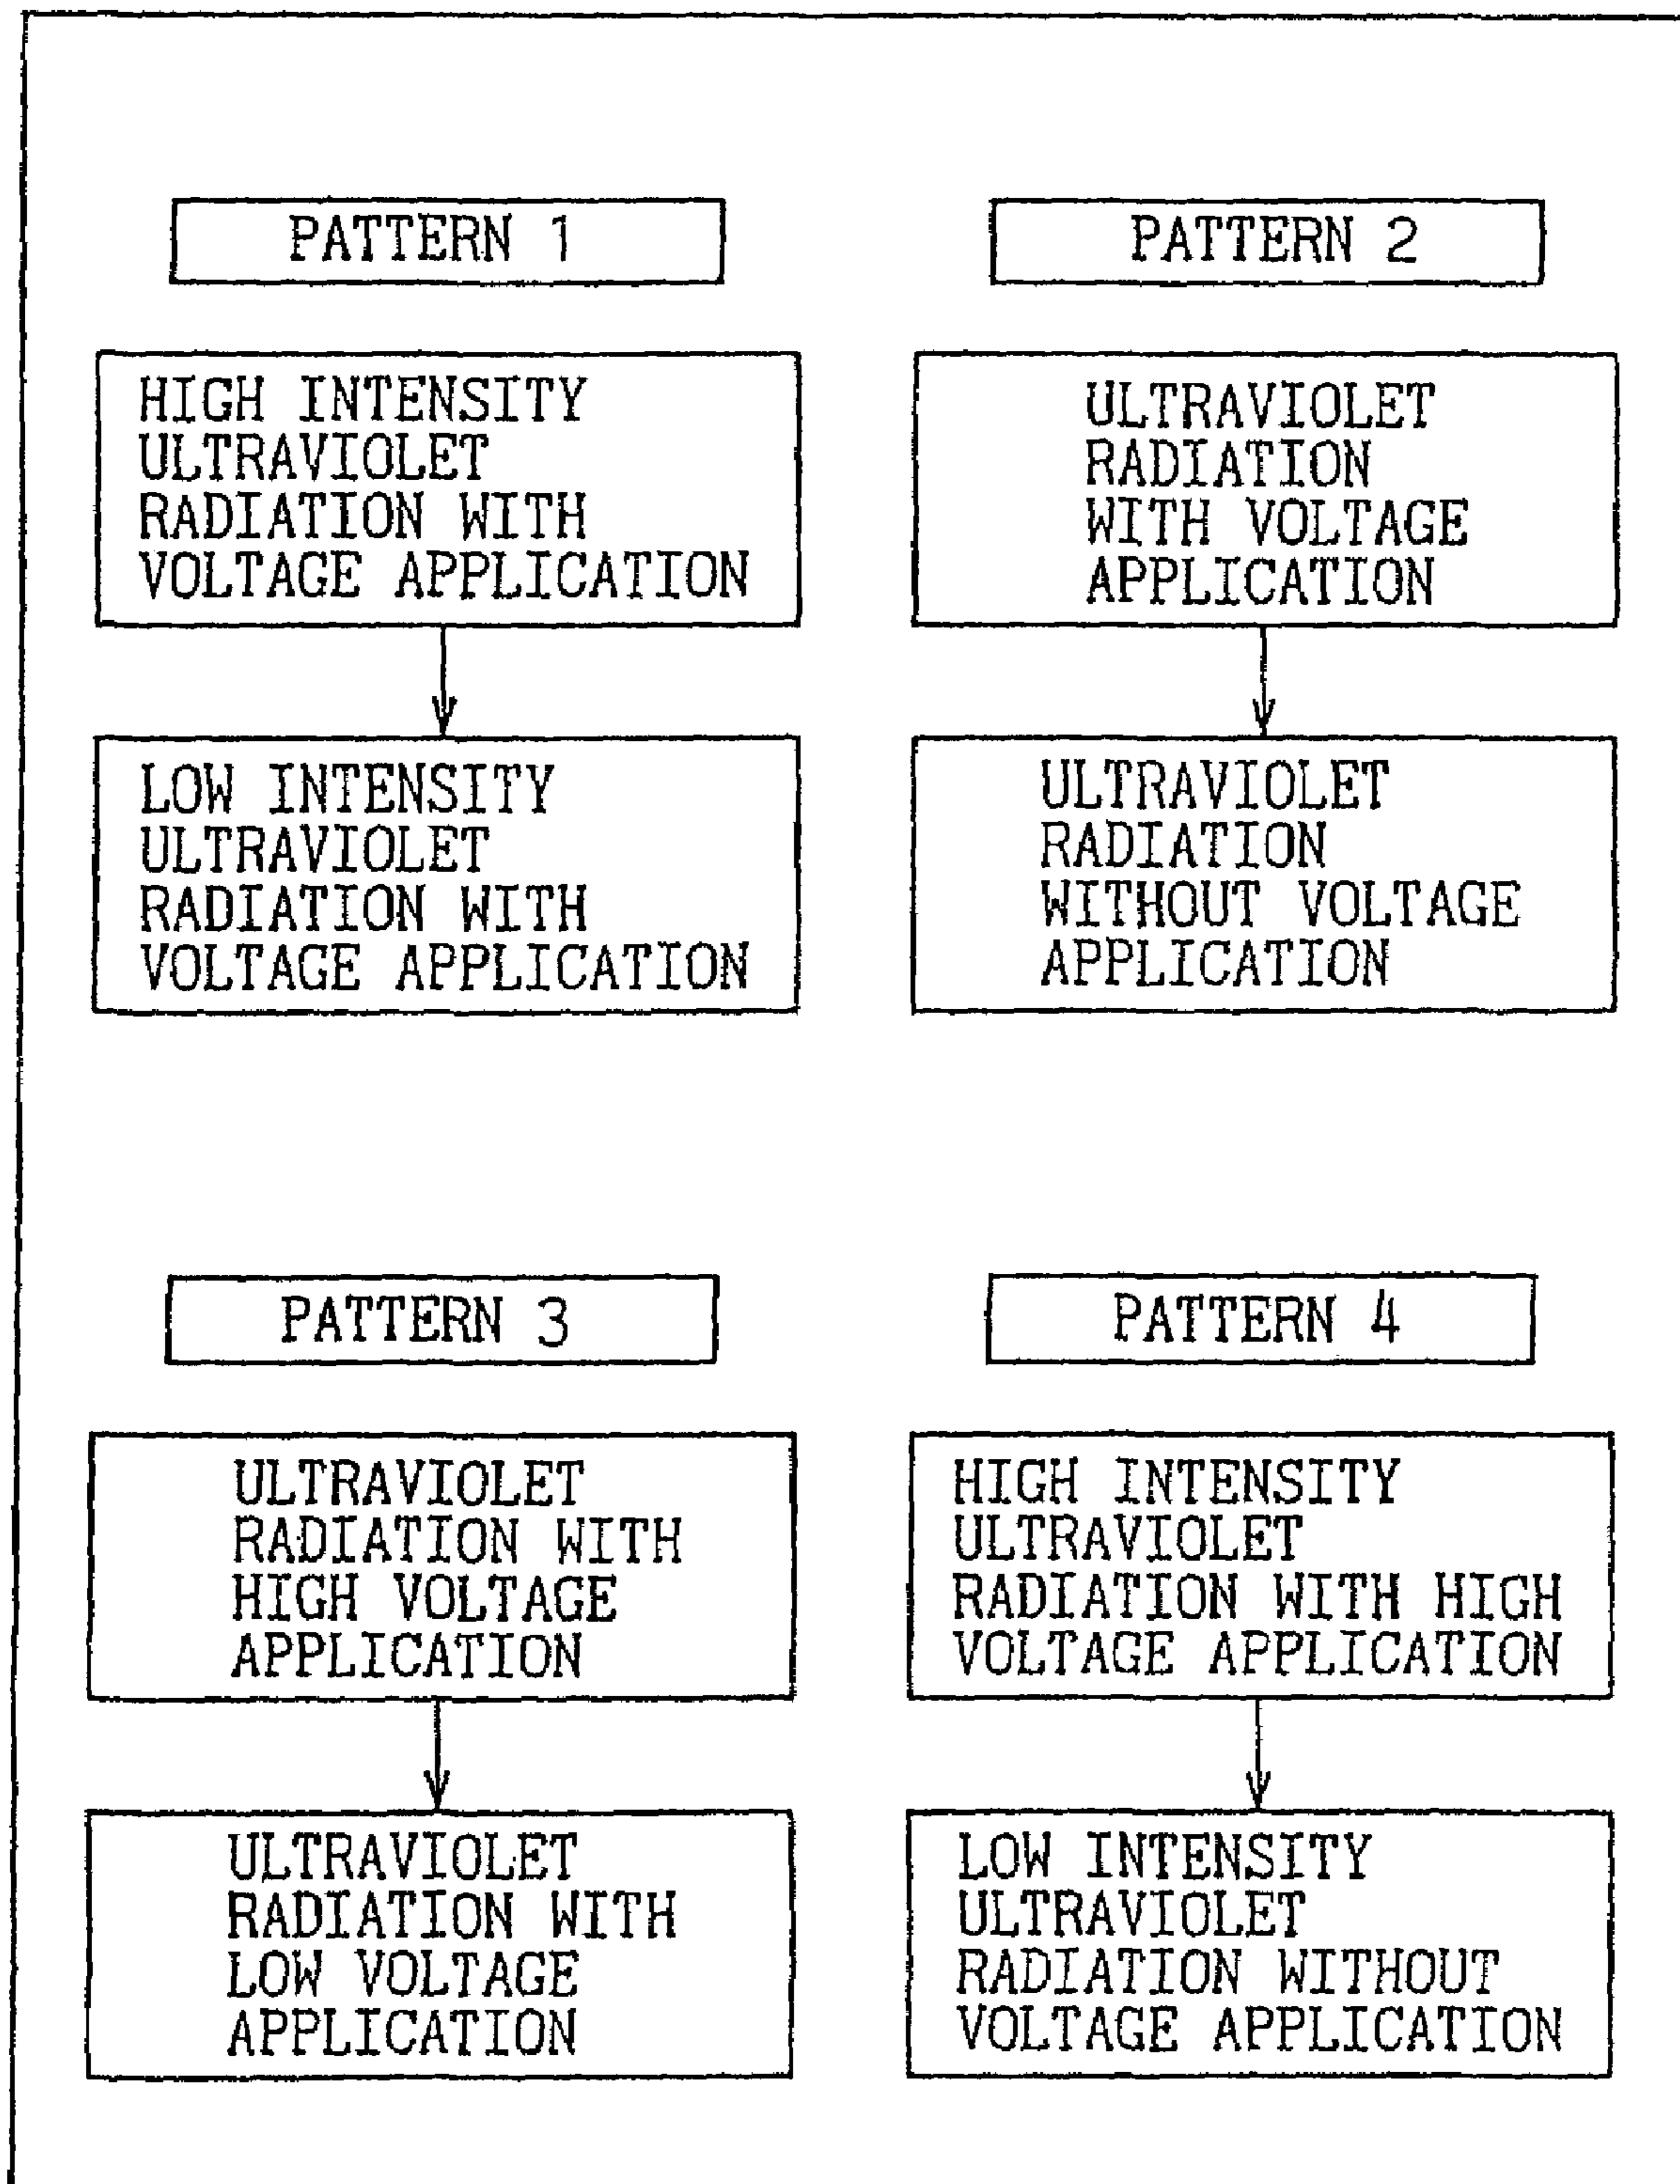 PATTERN 1
HIGH INTENSITY
ULTRAVIOLET
RADIATION WITH
VOLTAGE APPLICATION
LOW INTENSITY
ULTRAVIOLET
RADIATION WITH
VOLTAGE APPLICATION
PATTERN 2
ULTRAVIOLET
RADIATION
WITH VOLTAGE
APPLICATION
ULTRAVIOLET
RADIATION
WITHOUT VOLTAGE
APPLICATION
PATTERN 3
ULTRAVIOLET
RADIATION WITH
HIGH VOLTAGE
APPLICATION
ULTRAVIOLET
RADIATION WITH
LOW VOLTAGE
APPLICATION
PATTERN 4
HIGH INTENSITY
ULTRAVIOLET
RADIATION WITH HIGH
VOLTAGE APPLICATION
LOW INTENSITY
ULTRAVIOLET
RADIATION WITHOUT
VOLTAGE APPLICATION